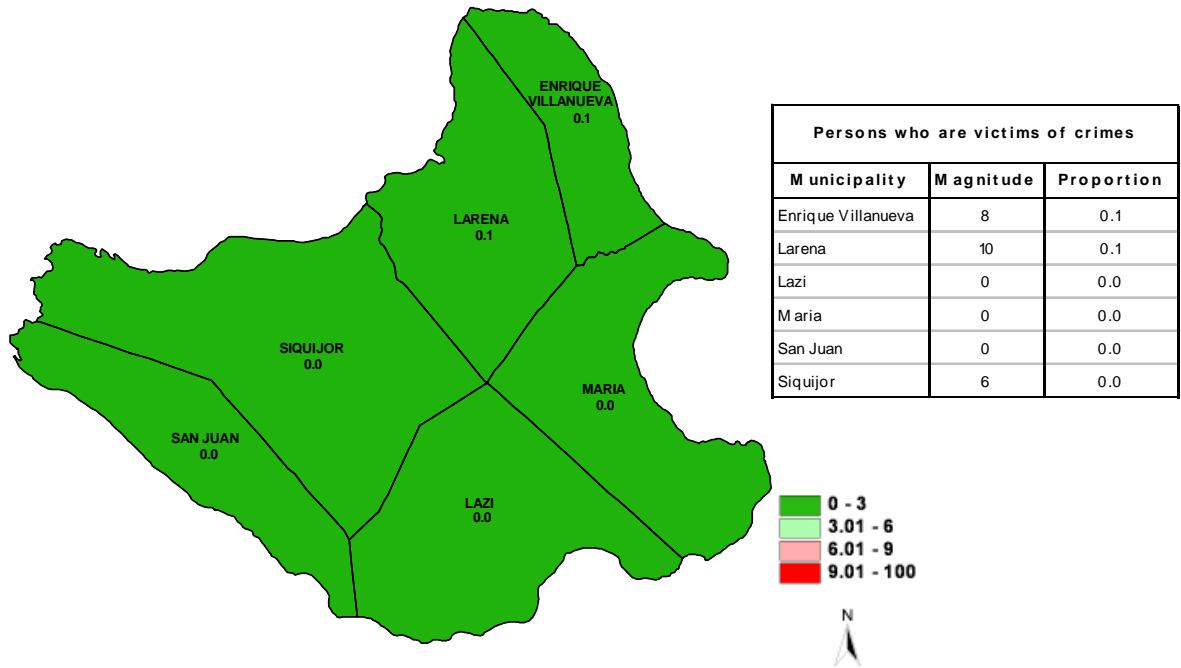 ENRIQUE
VILLANUEVA
0.1
LARENA
0.1
SIQUIJOR
0.0
MARIA
0.0
SAN JUAN
0.0
LAZI
0.0
Persons who are victims of crimes
Municipality Magnitude Proportion
Enrique Villanueva 8 0.1
Larena 10 0.1
Lazi 0 0.0
Maria 0 0.0
San Juan 0 0.0
Siquijor 6 0.0
0 - 3
3.01 - 6
6.01 - 9
9.01 - 100
N